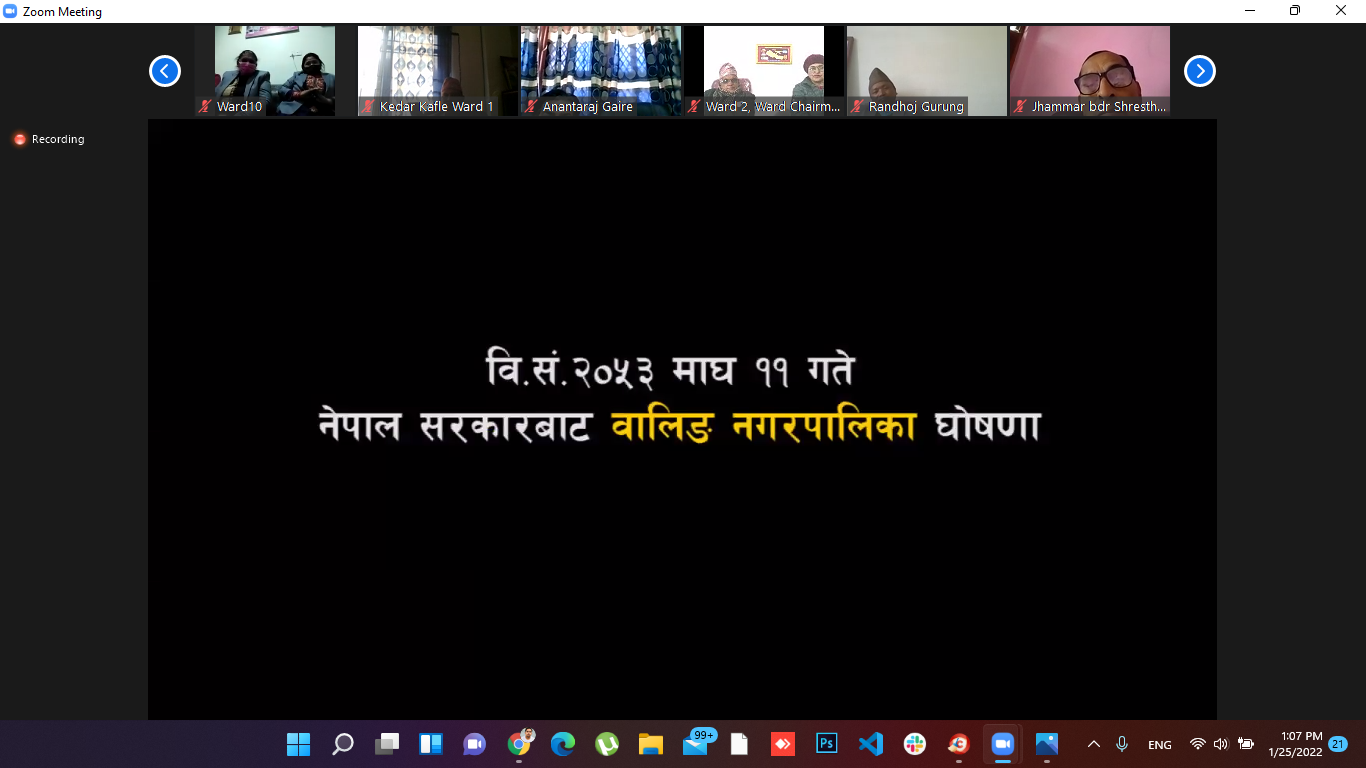 Zoom Meeting
Ward10
Kedar Kafle Ward 1
Anantaraj Gaire
Ward 2, Ward Chairm...
Randhoj Gurung
Jhammar bdr Shresth...
Recording
वि.सं.२०५३ माघ ११ गते
नेपाल सरकारबाट वालिङ नगरपालिका घोषणा
99+
Ps
ENG
1:07 PM
1/25/2022
21